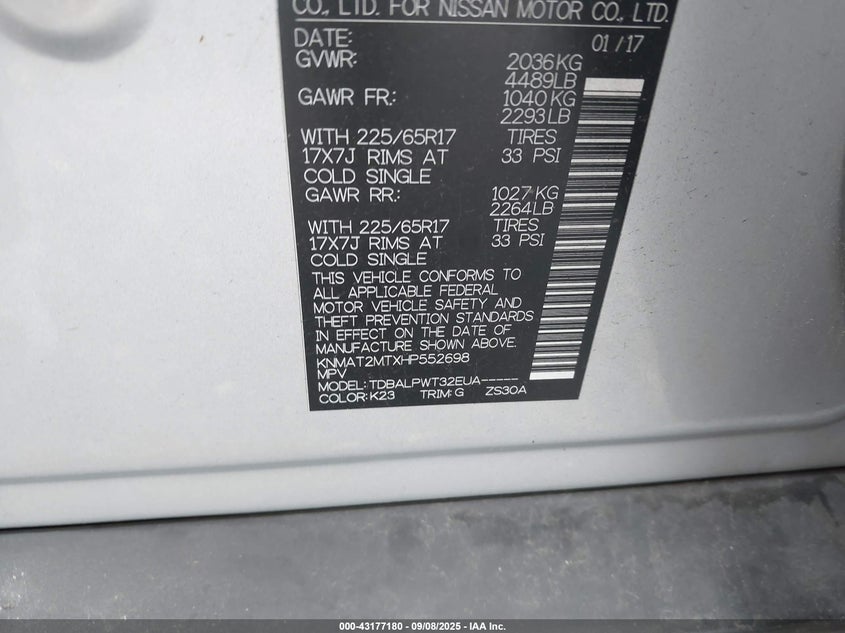 CO., LTD. FOR NISSAN MOTOR CO., LTD.
DATE: 01/17
GVWR: 2036KG
4489LB
GAWR FR.: 1040KG
2293LB
WITH 225/65R17 TIRES
17X7J RIMS AT 33 PSI
COLD SINGLE
GAWR RR.: 1027KG
2264LB
WITH 225/65R17 TIRES
17X7J RIMS AT 33 PSI
COLD SINGLE
THIS VEHICLE CONFORMS TO
ALL APPLICABLE FEDERAL
MOTOR VEHICLE SAFETY AND
THEFT PREVENTION STANDARDS
IN EFFECT ON THE DATE OF
MANUFACTURE SHOWN ABOVE.
KNMAT2MTXHP552698
MPV
MODEL: TDBALPWT32EUA-----
COLOR: K23 TRIM: G ZS30A
000-43177180 - 09/08/2025 - IAA Inc.